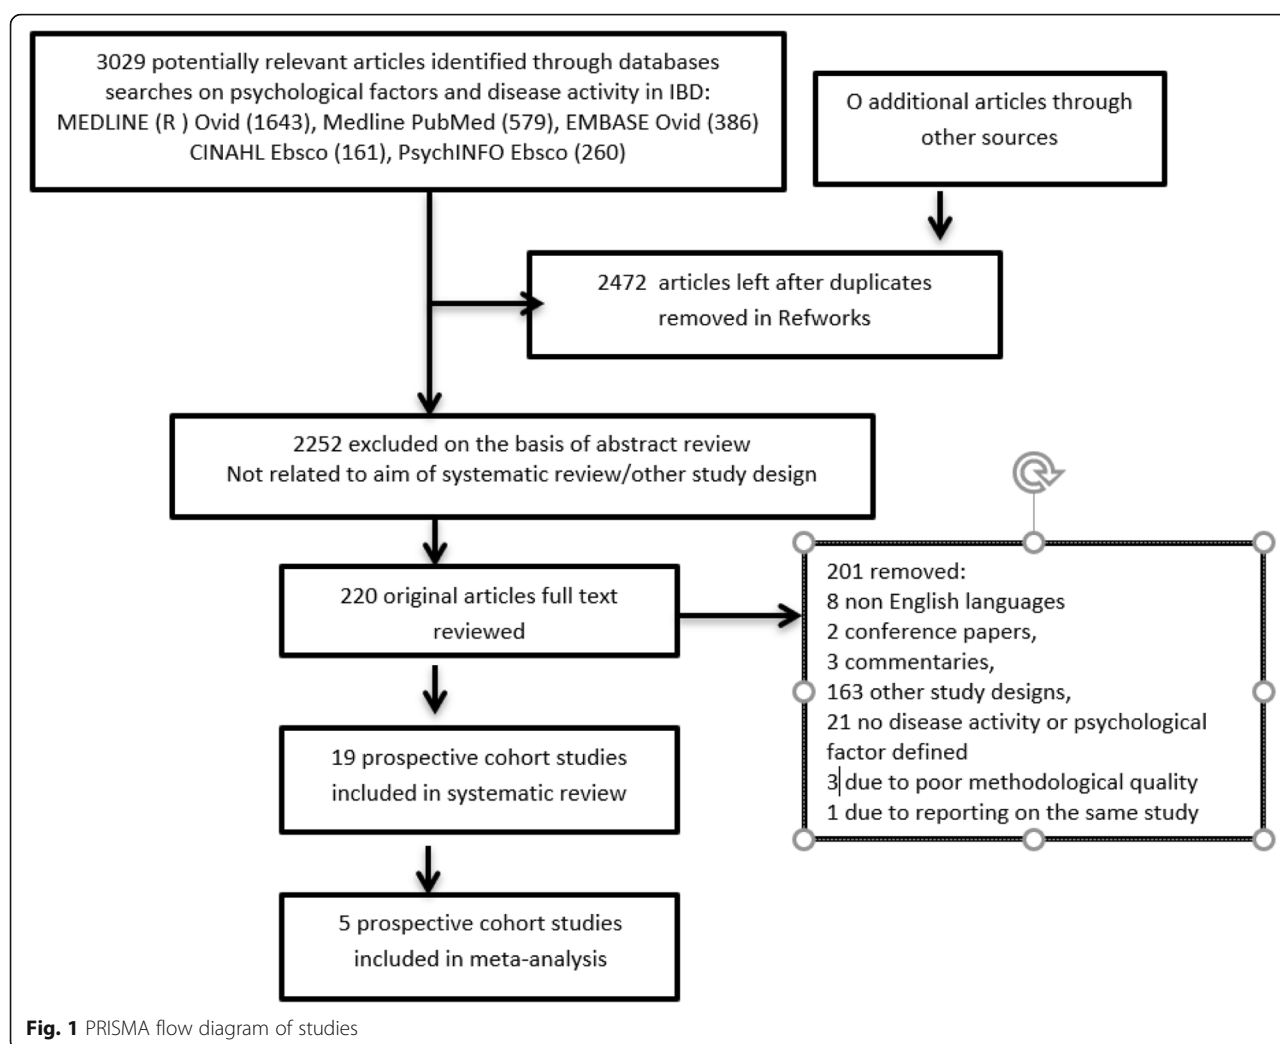 3029 potentially relevant articles identified through databases
searches on psychological factors and disease activity in IBD:
MEDLINE (R ) Ovid (1643), Medline PubMed (579), EMBASE Ovid (386)
CINAHL Ebsco (161), PsychINFO Ebsco (260)
O additional articles through
other sources
2472 articles left after duplicates
removed in Refworks
2252 excluded on the basis of abstract review
Not related to aim of systematic review/other study design
220 original articles full text
reviewed
201 removed:
8 non English languages
2 conference papers,
3 commentaries,
163 other study designs,
21 no disease activity or psychological
factor defined
3 due to poor methodological quality
1 due to reporting on the same study
19 prospective cohort studies
included in systematic review
5 prospective cohort studies
included in meta-analysis
Fig. 1 PRISMA flow diagram of studies